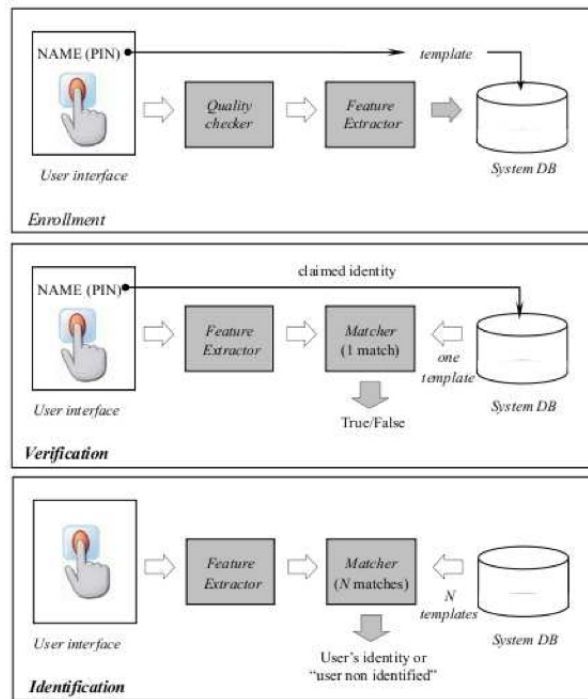 NAME (PIN)
template
Quality
checker
Feature
Extractor
User interface
System DB
Enrollment
claimed identity
NAME (PIN)
Feature
Extractor
Matcher
(1 match)
one
template
User interface
True/False
System DB
Verification
Feature
Extractor
Matcher
(N matches)
N
templates
User interface
System DB
User's identity or
“user non identified”
Identification